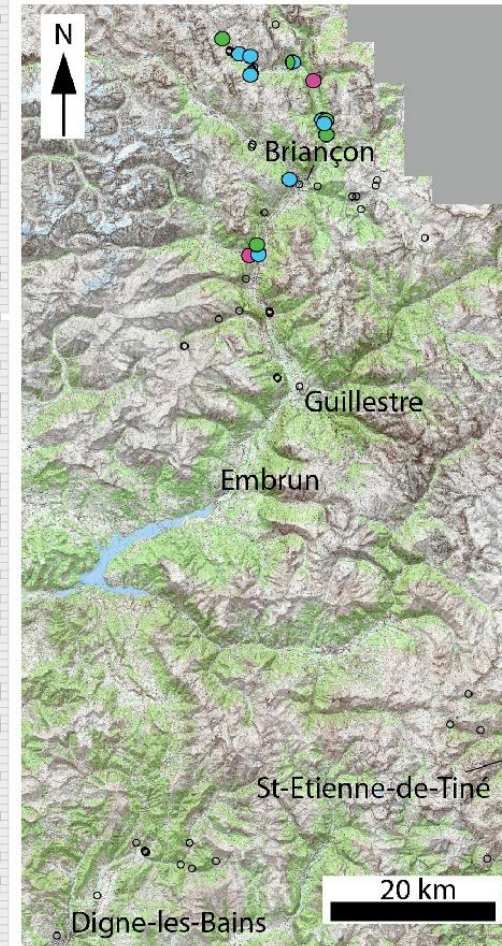 N
Briançon
Guillestre
Embrun
St-Etienne-de-Tiné
20 km
Digne-les-Bains